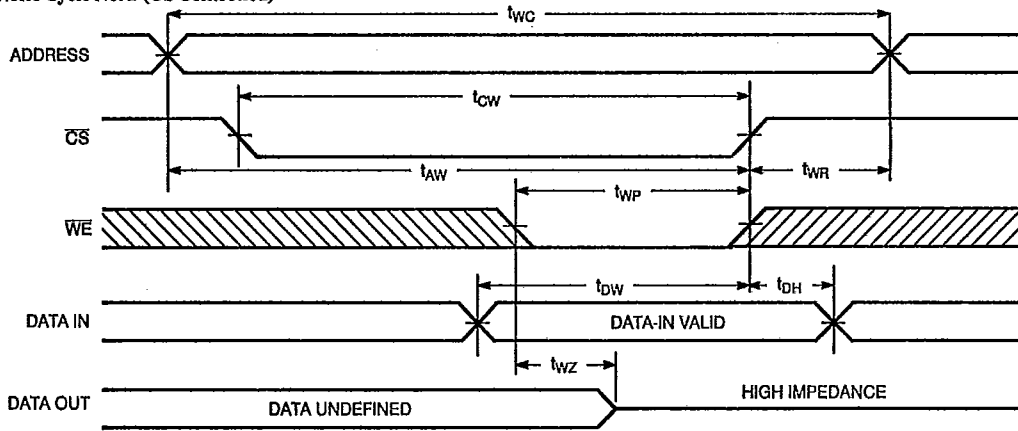 tWC
ADDRESS
tCW
CS
tAW
tWR
tWP
WE
tDW
tDH
DATA IN
DATA-IN VALID
tWZ
DATA OUT
DATA UNDEFINED
HIGH IMPEDANCE